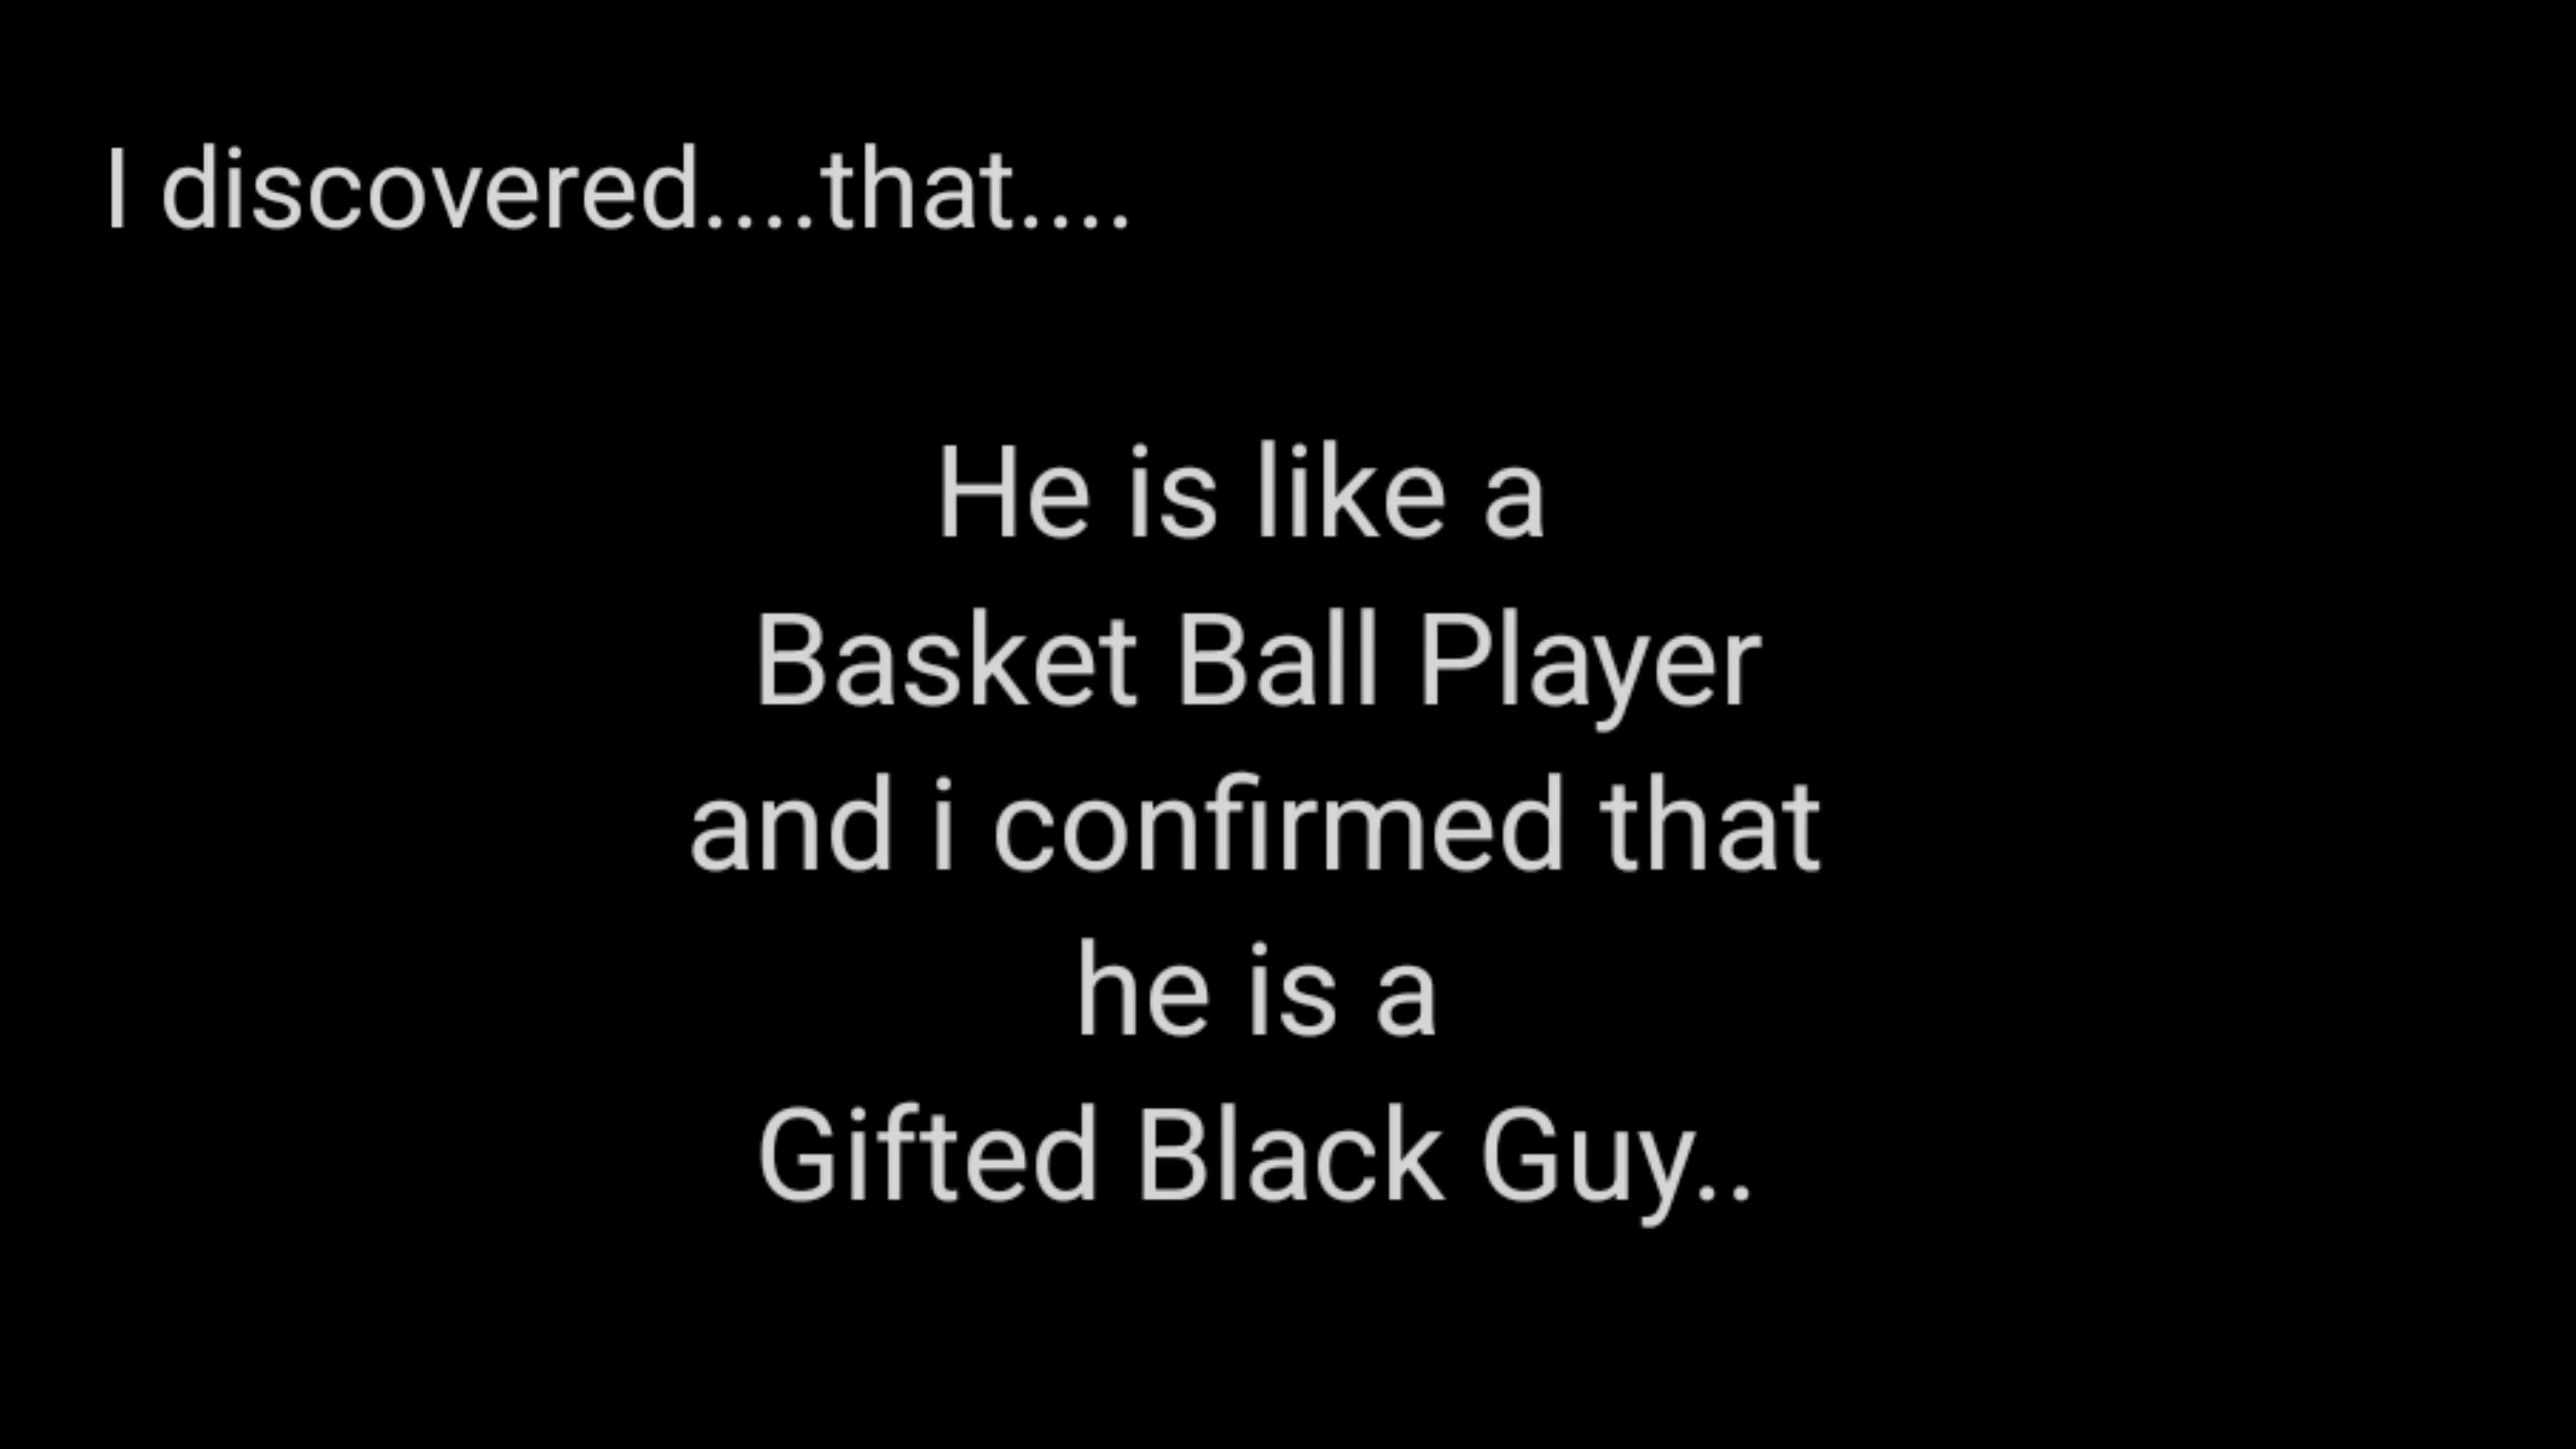 I discovered....that....
He is like a
Basket Ball Player
and i confirmed that
he is a
Gifted Black Guy..